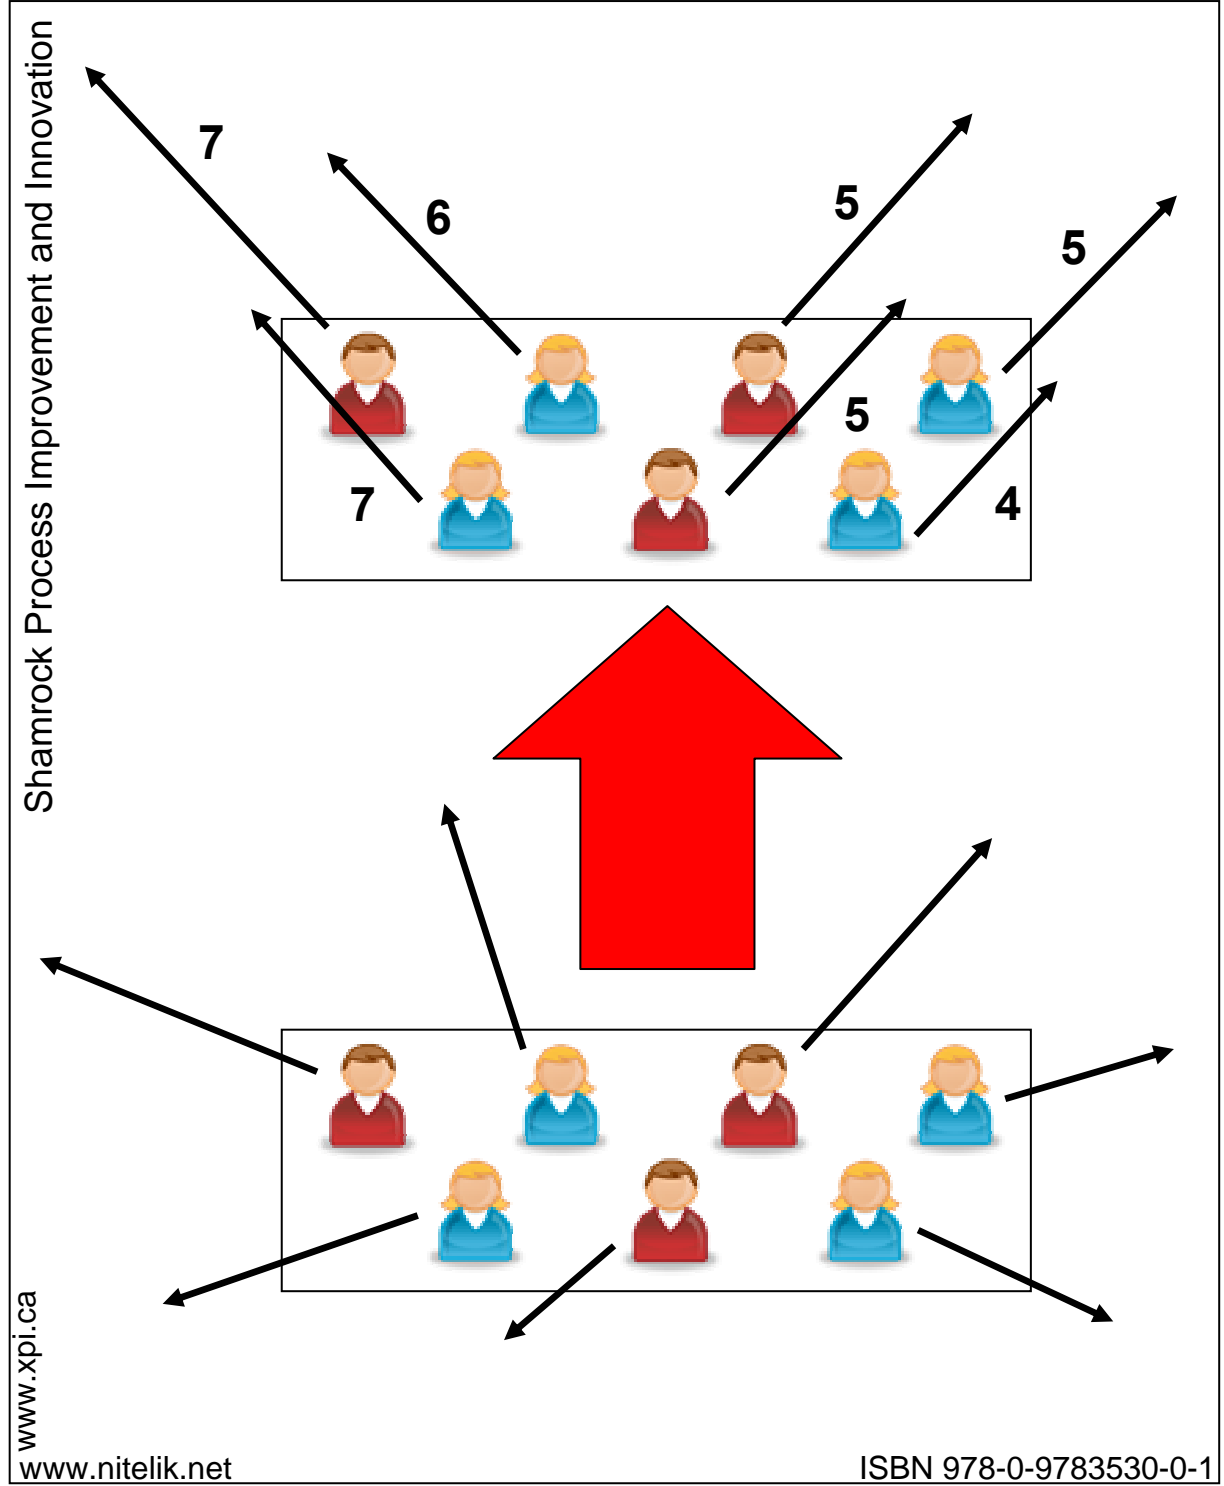 Shamrock Process Improvement and Innovation
7
6
5
5
5
7
4
www.xpi.ca
www.nitelik.net
ISBN 978-0-9783530-0-1